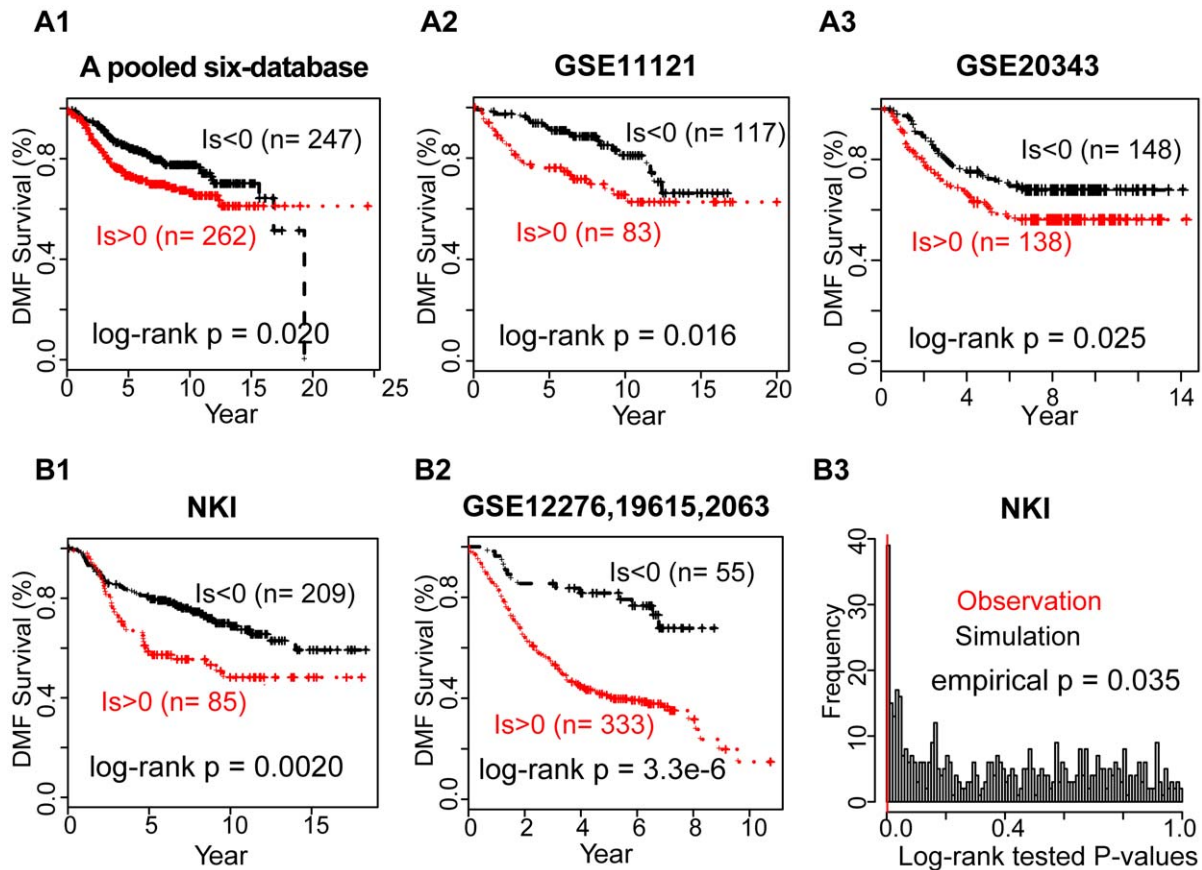 A1
A pooled six-database
DMF Survival (%)
0.8
0.4
0.0
Is<0 (n= 247)
Is>0 (n= 262)
log-rank p = 0.020
0 5 10 15 20 25
Year
A2
GSE11121
DMF Survival (%)
0.8
0.4
0.0
Is<0 (n= 117)
Is>0 (n= 83)
log-rank p = 0.016
0 5 10 15 20
Year
A3
GSE20343
DMF Survival (%)
0.8
0.4
0.0
Is<0 (n= 148)
Is>0 (n= 138)
log-rank p = 0.025
0 4 8 14
Year
B1
NKI
DMF Survival (%)
0.8
0.4
0.0
Is<0 (n= 209)
Is>0 (n= 85)
log-rank p = 0.0020
0 5 10 15
Year
B2
GSE12276,19615,2063
DMF Survival (%)
0.8
0.4
0.0
Is<0 (n= 55)
Is>0 (n= 333)
log-rank p = 3.3e-6
0 2 4 6 8 10
Year
B3
NKI
Frequency
40
30
20
10
0
Observation
Simulation
empirical p = 0.035
0.0 0.4 1.0
Log-rank tested P-values